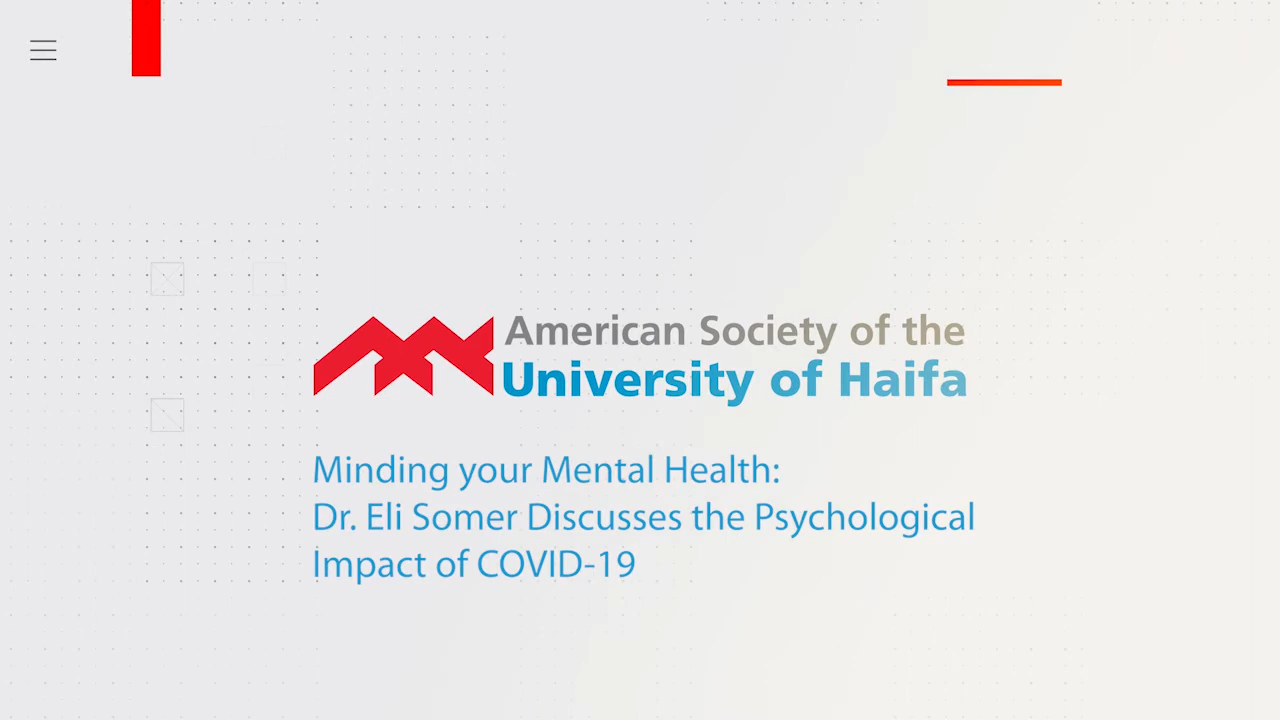 American Society of the
University of Haifa
Minding your Mental Health:
Dr. Eli Somer Discusses the Psychological
Impact of COVID-19